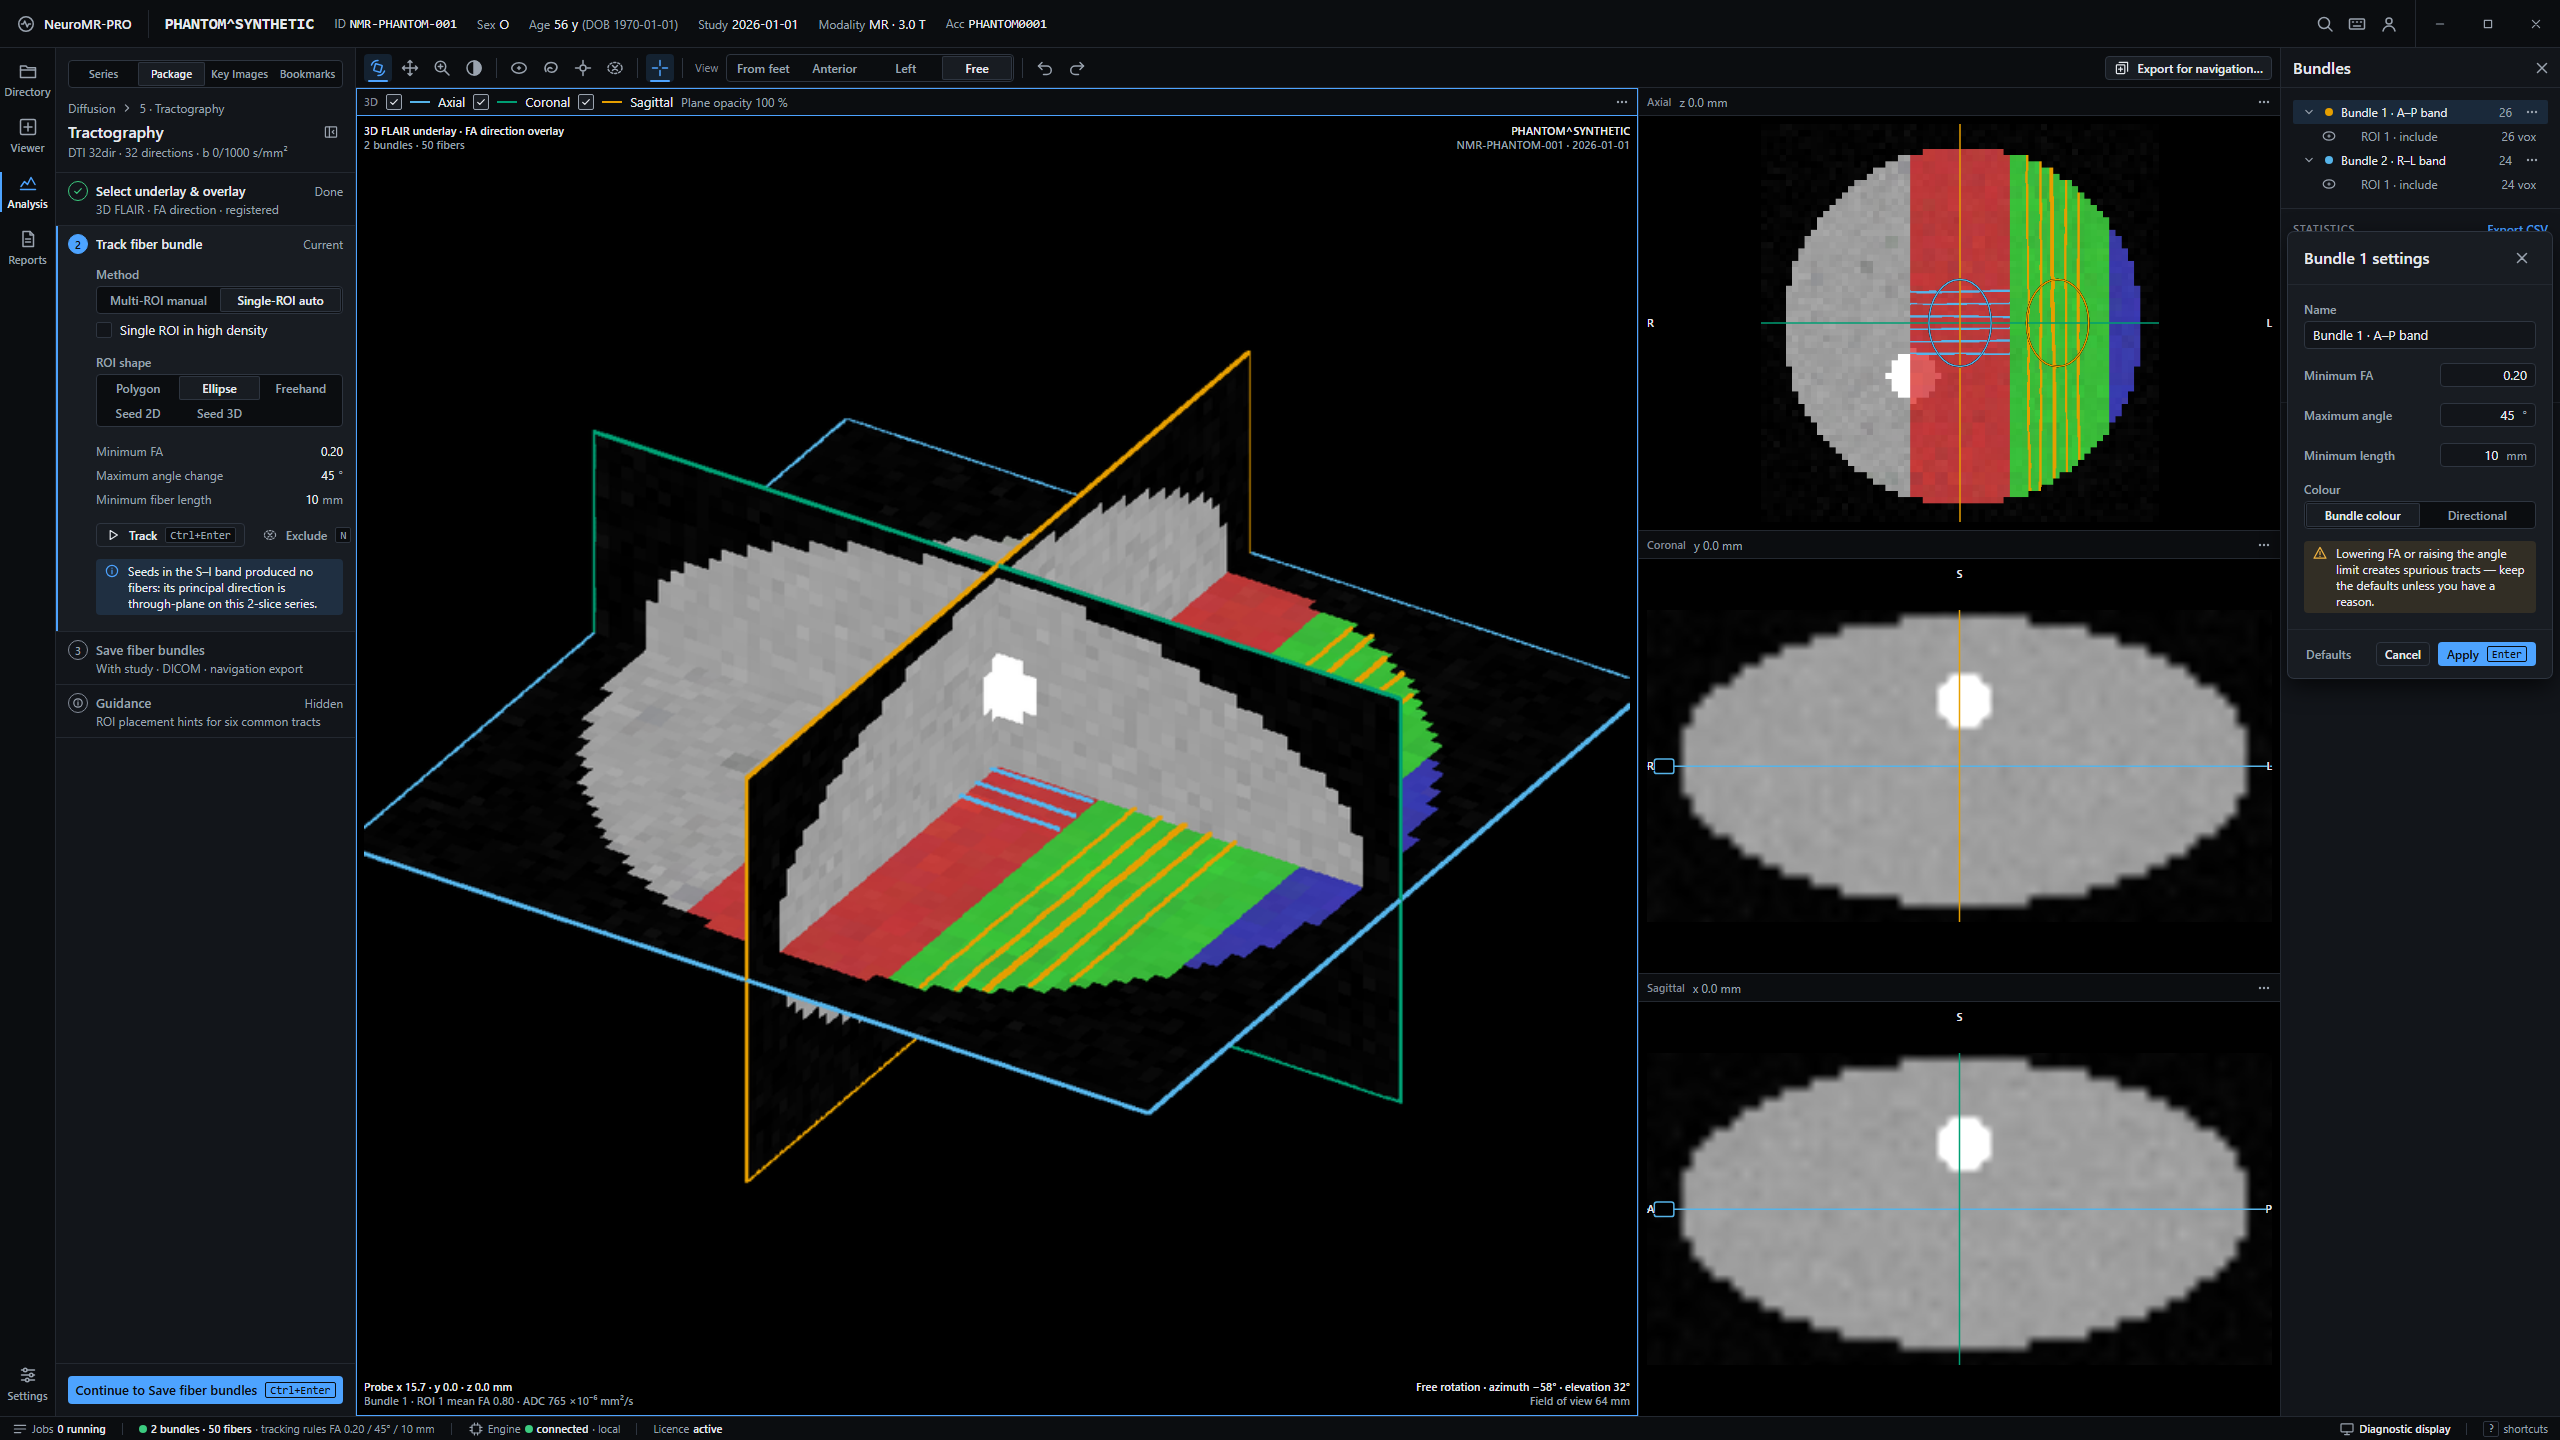 NeuroMR-PRO
PHANTOM^SYNTHETIC
ID NMR-PHANTOM-001
Sex O
Age 56 y (DOB 1970-01-01)
Study 2026-01-01
Modality MR · 3.0 T
Acc PHANTOM0001
Directory
Viewer
Analysis
Reports
Settings
Series
Package
Key Images
Bookmarks
Diffusion > 5 · Tractography
Tractography
DTI 32dir · 32 directions · b 0/1000 s/mm²
Select underlay & overlay
Done
3D FLAIR · FA direction · registered
2
Track fiber bundle
Current
Method
Multi-ROI manual
Single-ROI auto
Single ROI in high density
ROI shape
Polygon
Ellipse
Freehand
Seed 2D
Seed 3D
Minimum FA
0.20
Maximum angle change
45 °
Minimum fiber length
10 mm
Track Ctrl+Enter
Exclude N
Seeds in the S–I band produced no
fibers: its principal direction is
through-plane on this 2-slice series.
3
Save fiber bundles
With study · DICOM · navigation export
Guidance
Hidden
ROI placement hints for six common tracts
Continue to Save fiber bundles Ctrl+Enter
View
From feet
Anterior
Left
Free
Export for navigation...
3D
Axial
Coronal
Sagittal
Plane opacity 100 %
3D FLAIR underlay · FA direction overlay
2 bundles · 50 fibers
PHANTOM^SYNTHETIC
NMR-PHANTOM-001 · 2026-01-01
Probe x 15.7 · y 0.0 · z 0.0 mm
Bundle 1 · ROI 1 mean FA 0.80 · ADC 765 ×10⁻⁶ mm²/s
Free rotation · azimuth −58° · elevation 32°
Field of view 64 mm
Axial z 0.0 mm
R
L
Coronal y 0.0 mm
S
R
L
Sagittal x 0.0 mm
S
A
P
Bundles
Bundle 1 · A–P band
26
ROI 1 · include
26 vox
Bundle 2 · R–L band
24
ROI 1 · include
24 vox
STATISTICS
Export CSV
Bundle 1 settings
Name
Bundle 1 · A–P band
Minimum FA
0.20
Maximum angle
45 °
Minimum length
10 mm
Colour
Bundle colour
Directional
Lowering FA or raising the angle
limit creates spurious tracts — keep
the defaults unless you have a
reason.
Defaults
Cancel
Apply Enter
Jobs 0 running
2 bundles · 50 fibers · tracking rules FA 0.20 / 45° / 10 mm
Engine connected · local
Licence active
Diagnostic display
? shortcuts